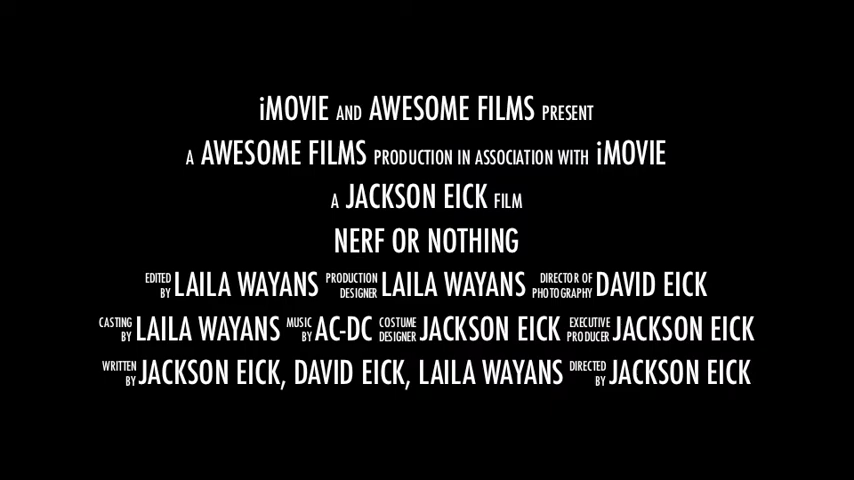 iMOVIE AND AWESOME FILMS PRESENT
A AWESOME FILMS PRODUCTION IN ASSOCIATION WITH iMOVIE
A JACKSON EICK FILM
NERF OR NOTHING
EDITED BY LAILA WAYANS PRODUCTION DESIGNER LAILA WAYANS DIRECTOR OF PHOTOGRAPHY DAVID EICK
CASTING BY LAILA WAYANS MUSIC BY AC-DC COSTUME DESIGNER JACKSON EICK EXECUTIVE PRODUCER JACKSON EICK
WRITTEN BY JACKSON EICK, DAVID EICK, LAILA WAYANS DIRECTED BY JACKSON EICK